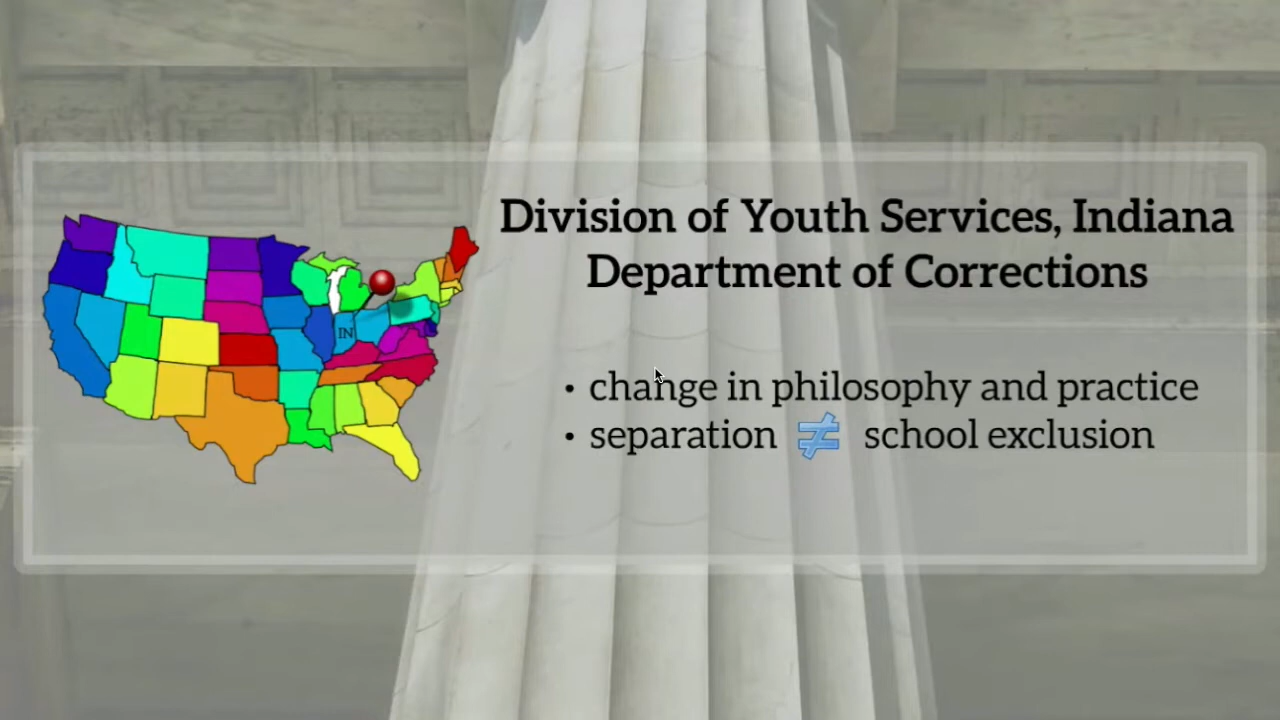 Division of Youth Services, Indiana
Department of Corrections
IN
• change in philosophy and practice
• separation ≠ school exclusion